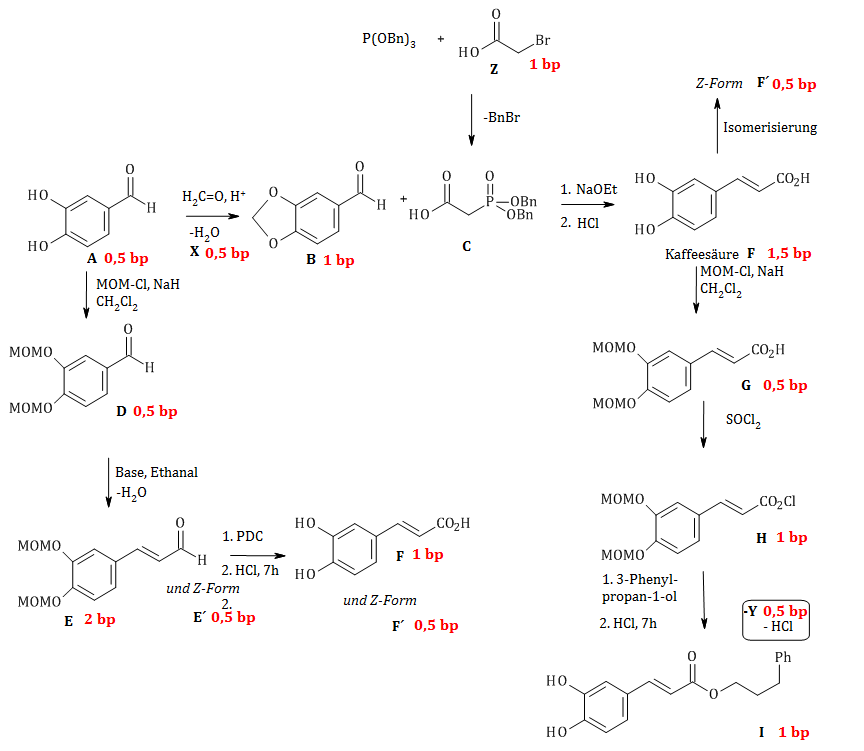 P(OBn)3 + HO O Br
Z 1 bp
-BnBr
Z-Form F´ 0,5 bp
Isomerisierung
HO HO O H
A 0,5 bp
H2C=O, H+
-H2O
X 0,5 bp
O O O H
B 1 bp
+
HO O O P OBn OBn
C
1. NaOEt
2. HCl
HO HO CO2H
Kaffeesäure F 1,5 bp
MOM-Cl, NaH
CH2Cl2
MOM-Cl, NaH
CH2Cl2
MOMO MOMO O H
D 0,5 bp
MOMO MOMO CO2H
G 0,5 bp
SOCl2
Base, Ethanal
-H2O
MOMO MOMO CO2Cl
H 1 bp
MOMO MOMO O H
E 2 bp
und Z-Form
E´ 0,5 bp
1. PDC
2. HCl, 7h
2.
HO HO CO2H
F 1 bp
und Z-Form
F´ 0,5 bp
1. 3-Phenyl-
propan-1-ol
2. HCl, 7h
-Y 0,5 bp
- HCl
HO HO O O Ph
I 1 bp